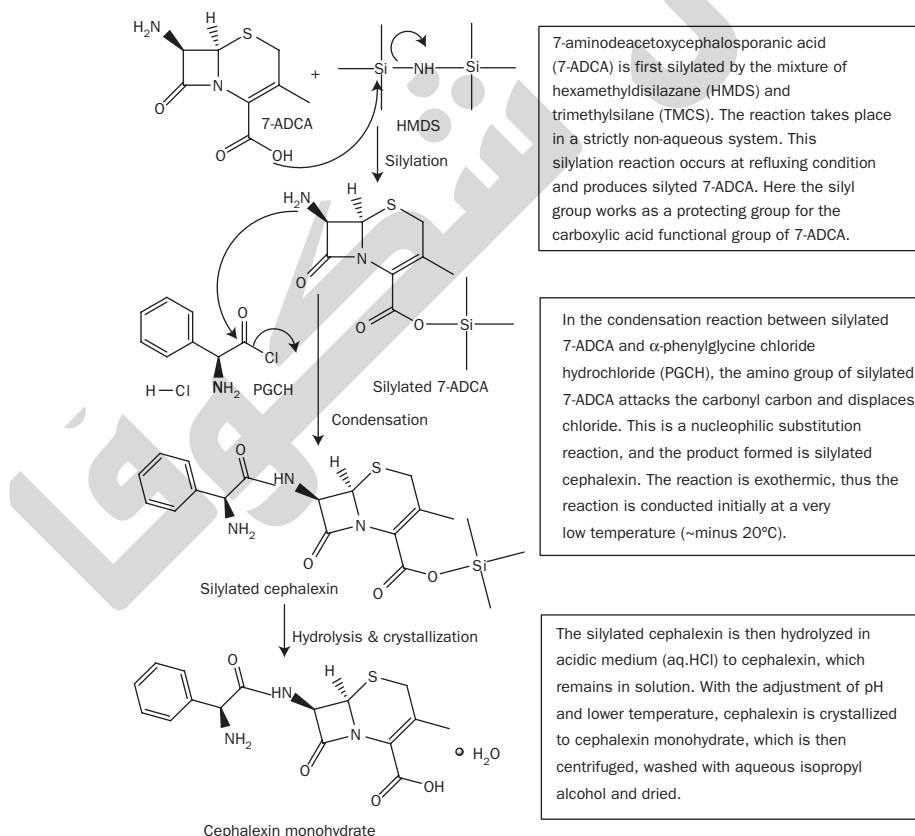 H
H₂N
S
N
O
+
Si
NH
Si
7-ADCA
HMDS
O
OH
Silylation
7-aminodeacetoxycephalosporanic acid
(7-ADCA) is first silylated by the mixture of
hexamethyldisilazane (HMDS) and
trimethylsilane (TMCS). The reaction takes place
in a strictly non-aqueous system. This
silylation reaction occurs at refluxing condition
and produces silyted 7-ADCA. Here the silyl
group works as a protecting group for the
carboxylic acid functional group of 7-ADCA.
H₂N
H
S
N
O
O
O
Si
Silylated 7-ADCA
O
Cl
NH₂
H—Cl
PGCH
Condensation
In the condensation reaction between silylated
7-ADCA and α-phenylglycine chloride
hydrochloride (PGCH), the amino group of silylated
7-ADCA attacks the carbonyl carbon and displaces
chloride. This is a nucleophilic substitution
reaction, and the product formed is silylated
cephalexin. The reaction is exothermic, thus the
reaction is conducted initially at a very
low temperature (~minus 20ºC).
O
HN
H
S
NH₂
N
O
O
O
Si
Silylated cephalexin
Hydrolysis & crystallization
The silylated cephalexin is then hydrolyzed in
acidic medium (aq.HCl) to cephalexin, which
remains in solution. With the adjustment of pH
and lower temperature, cephalexin is crystallized
to cephalexin monohydrate, which is then
centrifuged, washed with aqueous isopropyl
alcohol and dried.
O
HN
H
S
NH₂
N
O
O
OH
H₂O
Cephalexin monohydrate